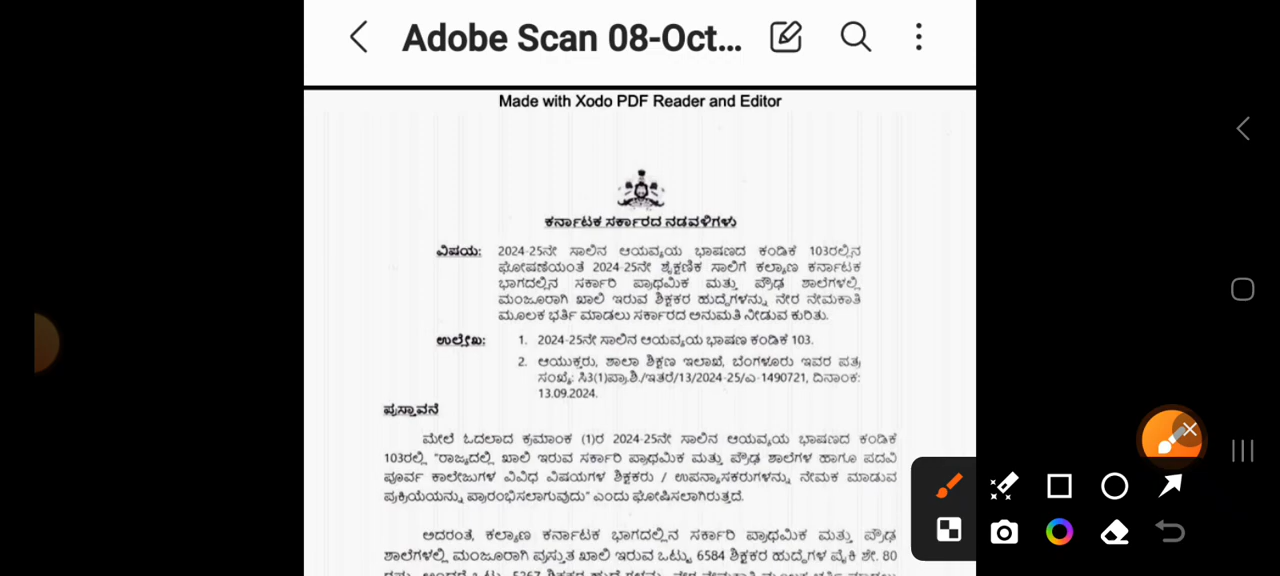 Adobe Scan 08-Oct...
Made with Xodo PDF Reader and Editor
ಕರ್ನಾಟಕ ಸರ್ಕಾರದ ನಡವಳಿಗಳು
ವಿಷಯ: 2024-25ನೇ ಸಾಲಿನ ಆಯವ್ಯಯ ಭಾಷಣದ ಕಂಡಿಕೆ 103ರಲ್ಲಿನ
ಘೋಷಣೆಯಂತೆ 2024-25ನೇ ಶೈಕ್ಷಣಿಕ ಸಾಲಿಗೆ ಕಲ್ಯಾಣ ಕರ್ನಾಟಕ
ಭಾಗದಲ್ಲಿನ ಸರ್ಕಾರಿ ಪ್ರಾಥಮಿಕ ಮತ್ತು ಪ್ರೌಢ ಶಾಲೆಗಳಲ್ಲಿ
ಮಂಜೂರಾಗಿ ಖಾಲಿ ಇರುವ ಶಿಕ್ಷಕರ ಹುದ್ದೆಗಳನ್ನು ನೇರ ನೇಮಕಾತಿ
ಮೂಲಕ ಭರ್ತಿ ಮಾಡಲು ಸರ್ಕಾರದ ಅನುಮತಿ ನೀಡುವ ಕುರಿತು.
ಉಲ್ಲೇಖ: 1. 2024-25ನೇ ಸಾಲಿನ ಆಯವ್ಯಯ ಭಾಷಣ ಕಂಡಿಕೆ 103.
2. ಆಯುಕ್ತರು, ಶಾಲಾ ಶಿಕ್ಷಣ ಇಲಾಖೆ, ಬೆಂಗಳೂರು ಇವರ ಪತ್ರ
ಸಂಖ್ಯೆ: ಸಿ3(1)ಪ್ರಾ.ಶಿ./ಇತರೆ/13/2024-25/ಎ-1490721, ದಿನಾಂಕ:
13.09.2024.
ಪ್ರಸ್ತಾವನೆ
ಮೇಲೆ ಓದಲಾದ ಕ್ರಮಾಂಕ (1)ರ 2024-25ನೇ ಸಾಲಿನ ಆಯವ್ಯಯ ಭಾಷಣದ ಕಂಡಿಕೆ
103ರಲ್ಲಿ "ರಾಜ್ಯದಲ್ಲಿ ಖಾಲಿ ಇರುವ ಸರ್ಕಾರಿ ಪ್ರಾಥಮಿಕ ಮತ್ತು ಪ್ರೌಢ ಶಾಲೆಗಳ ಹಾಗೂ ಪದವಿ
ಪೂರ್ವ ಕಾಲೇಜುಗಳ ವಿವಿಧ ವಿಷಯಗಳ ಶಿಕ್ಷಕರು / ಉಪನ್ಯಾಸಕರುಗಳನ್ನು ನೇಮಕ ಮಾಡುವ
ಪ್ರಕ್ರಿಯೆಯನ್ನು ಪ್ರಾರಂಭಿಸಲಾಗುವುದು" ಎಂದು ಘೋಷಿಸಲಾಗಿರುತ್ತದೆ.
ಅದರಂತೆ, ಕಲ್ಯಾಣ ಕರ್ನಾಟಕ ಭಾಗದಲ್ಲಿನ ಸರ್ಕಾರಿ ಪ್ರಾಥಮಿಕ ಮತ್ತು ಪ್ರೌಢ
ಶಾಲೆಗಳಲ್ಲಿ ಮಂಜೂರಾಗಿ ಪ್ರಸ್ತುತ ಖಾಲಿ ಇರುವ ಒಟ್ಟು 6584 ಶಿಕ್ಷಕರ ಹುದ್ದೆಗಳ ಪೈಕಿ ಶೇ. 80